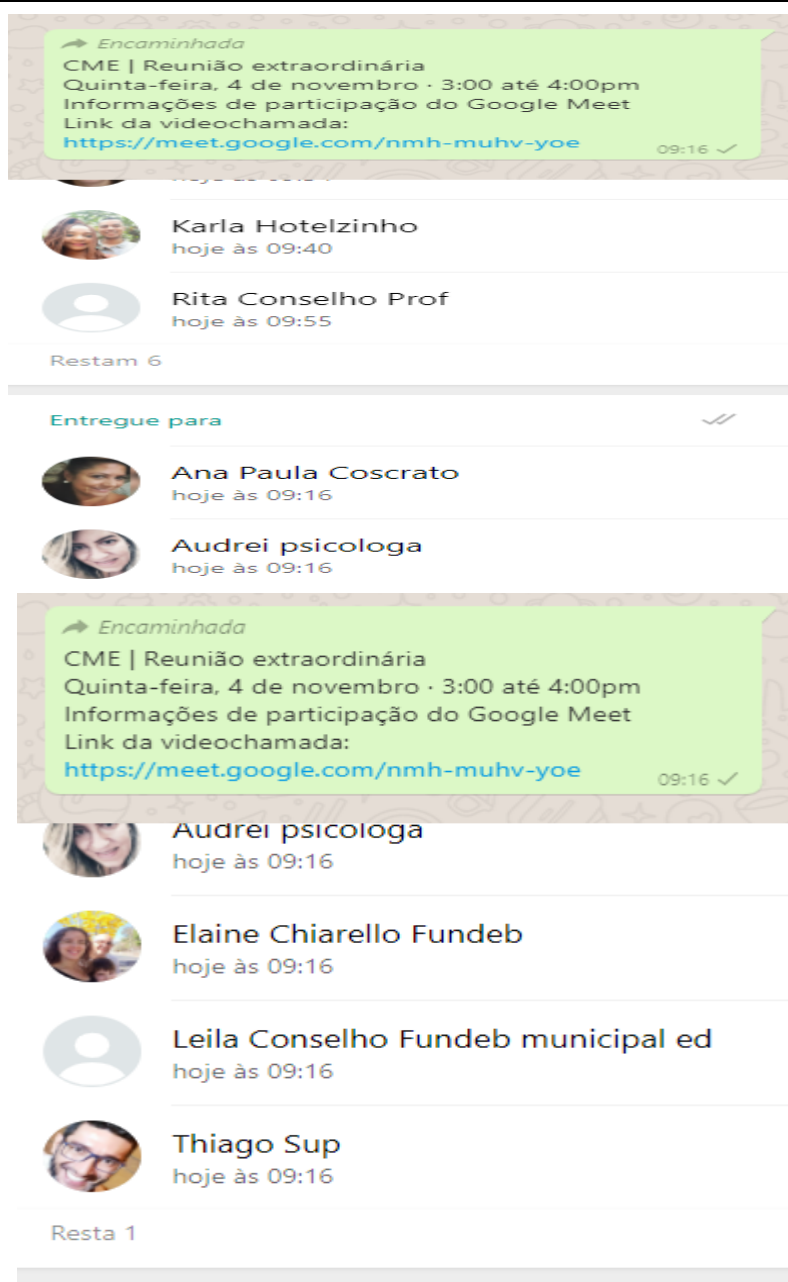 Encaminhada
CME | Reunião extraordinária
Quinta-feira, 4 de novembro · 3:00 até 4:00pm
Informações de participação do Google Meet
Link da videochamada:
https://meet.google.com/nmh-muhv-yoe
09:16
Karla Hotelzinho
hoje às 09:40
Rita Conselho Prof
hoje às 09:55
Restam 6
Entregue para
Ana Paula Coscrato
hoje às 09:16
Audrei psicologa
hoje às 09:16
Encaminhada
CME | Reunião extraordinária
Quinta-feira, 4 de novembro · 3:00 até 4:00pm
Informações de participação do Google Meet
Link da videochamada:
https://meet.google.com/nmh-muhv-yoe
09:16
Audrei psicologa
hoje às 09:16
Elaine Chiarello Fundeb
hoje às 09:16
Leila Conselho Fundeb municipal ed
hoje às 09:16
Thiago Sup
hoje às 09:16
Resta 1